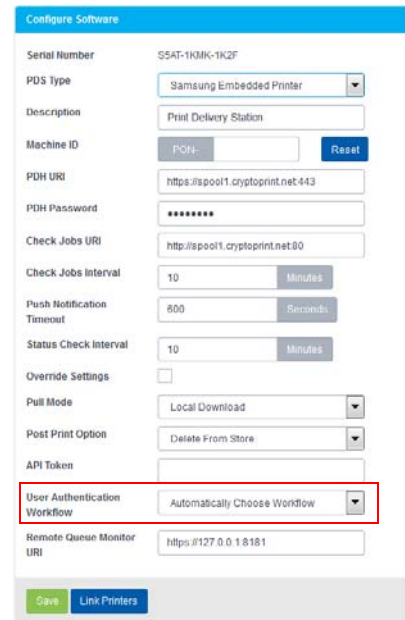 Configure Software
Serial Number S5AT-1KMK-1K2F
PDS Type Samsung Embedded Printer
Description Print Delivery Station
Machine ID PON- Reset
PDH URI https://spool1.cryptoprint.net:443
PDH Password ••••••••
Check Jobs URI http://spool1.cryptoprint.net:80
Check Jobs Interval 10 Minutes
Push Notification
Timeout 600 Seconds
Status Check Interval 10 Minutes
Override Settings
Pull Mode Local Download
Post Print Option Delete From Store
API Token
User Authentication
Workflow Automatically Choose Workflow
Remote Queue Monitor
URI https://127.0.0.1:8181
Save Link Printers